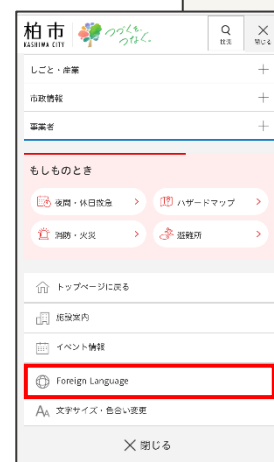 柏市
KASHIWA CITY
つづくを、
つなぐ。
検索
閉じる
しごと・産業
市政情報
事業者
もしものとき
夜間・休日救急
ハザードマップ
消防・火災
避難所
トップページに戻る
施設案内
イベント情報
Foreign Language
文字サイズ・色合い変更
閉じる